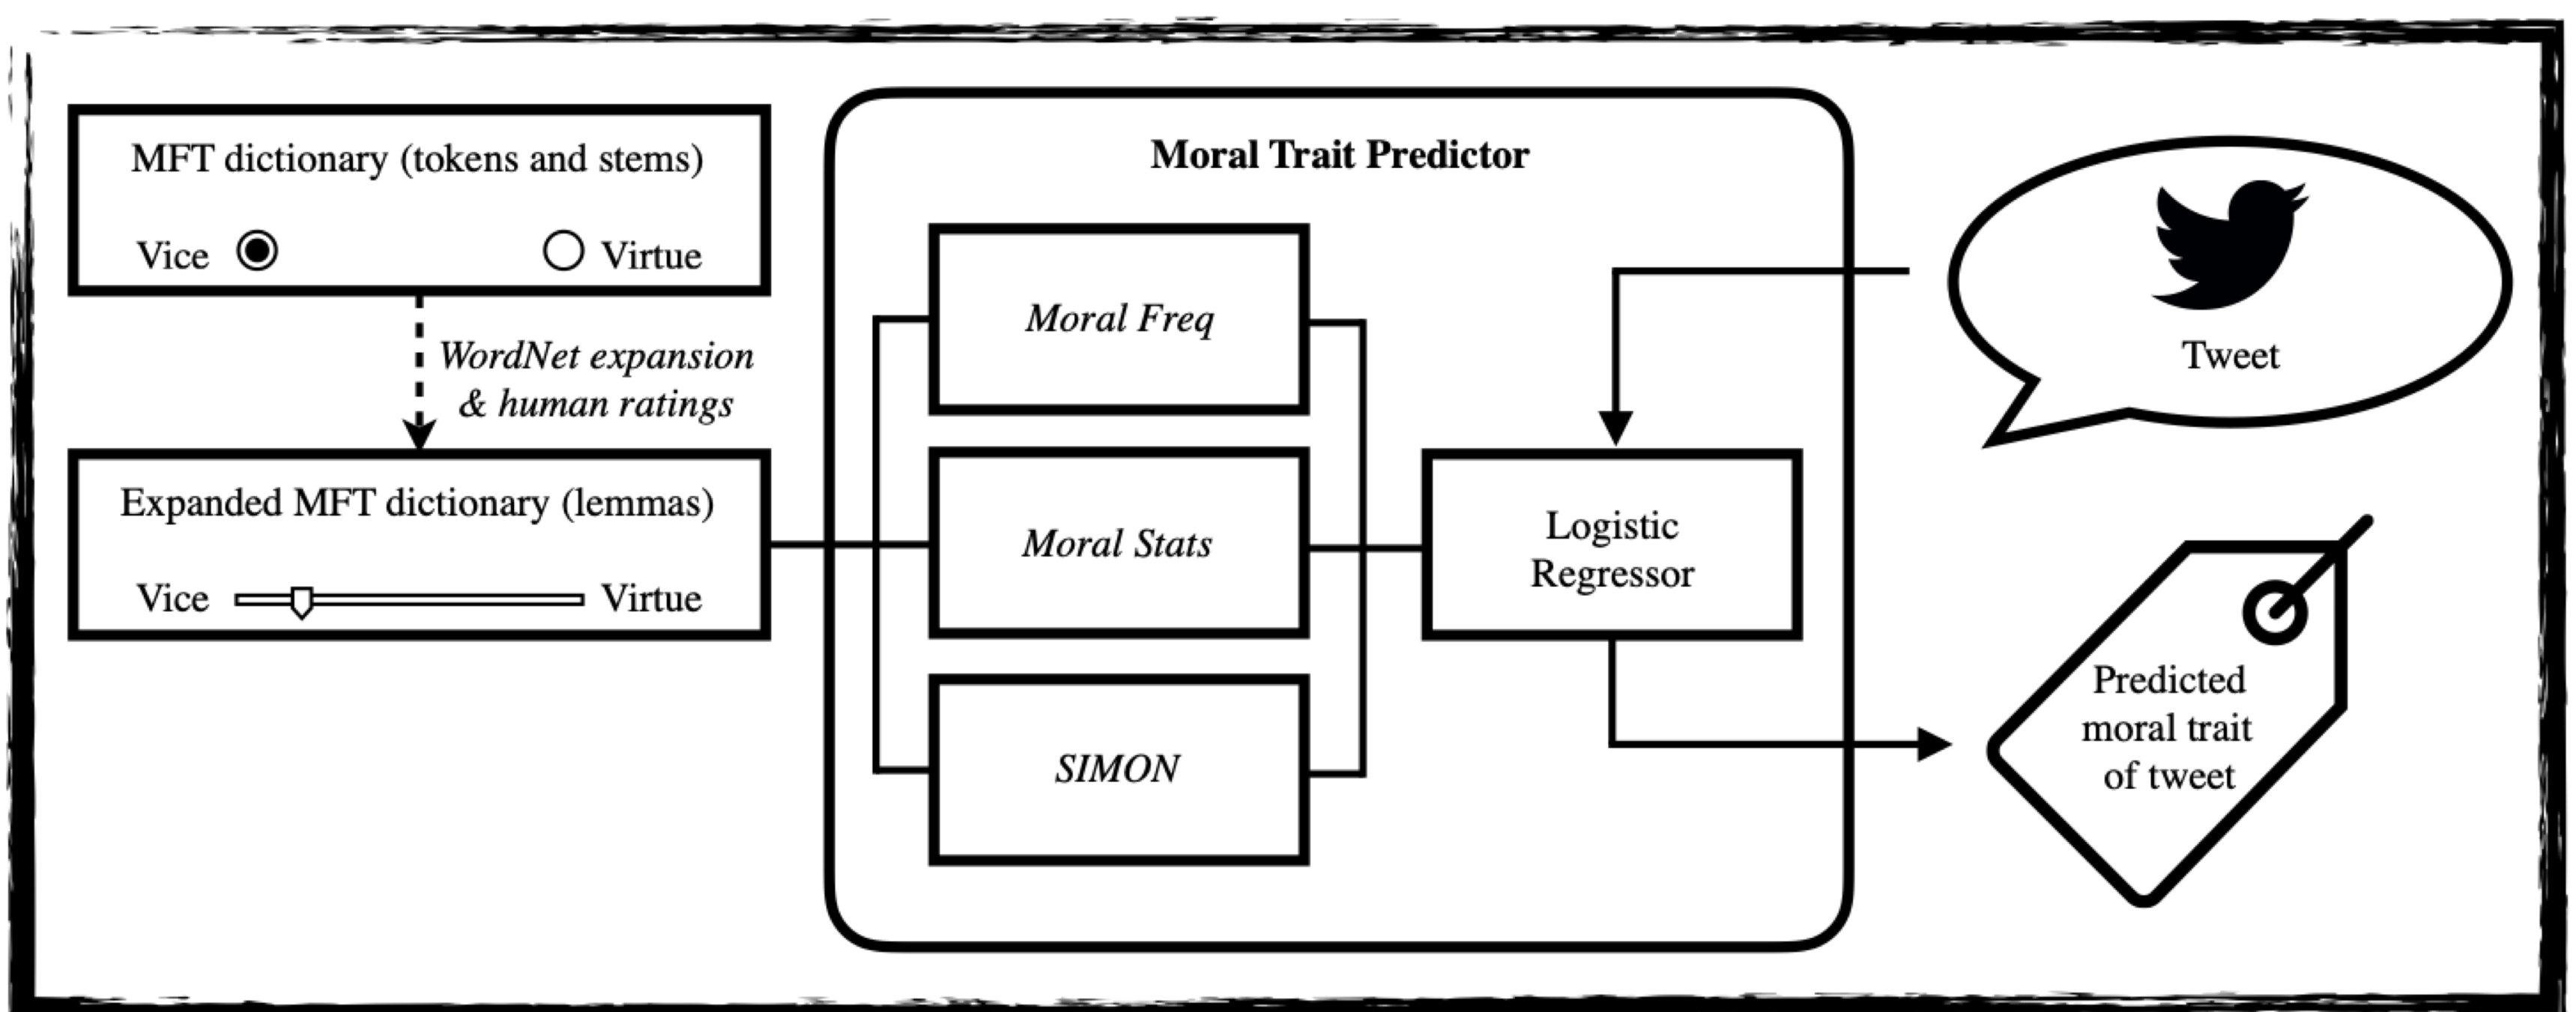 MFT dictionary (tokens and stems)
Vice Virtue
WordNet expansion
& human ratings
Expanded MFT dictionary (lemmas)
Vice Virtue
Moral Trait Predictor
Moral Freq
Moral Stats
SIMON
Logistic
Regressor
Tweet
Predicted
moral trait
of tweet